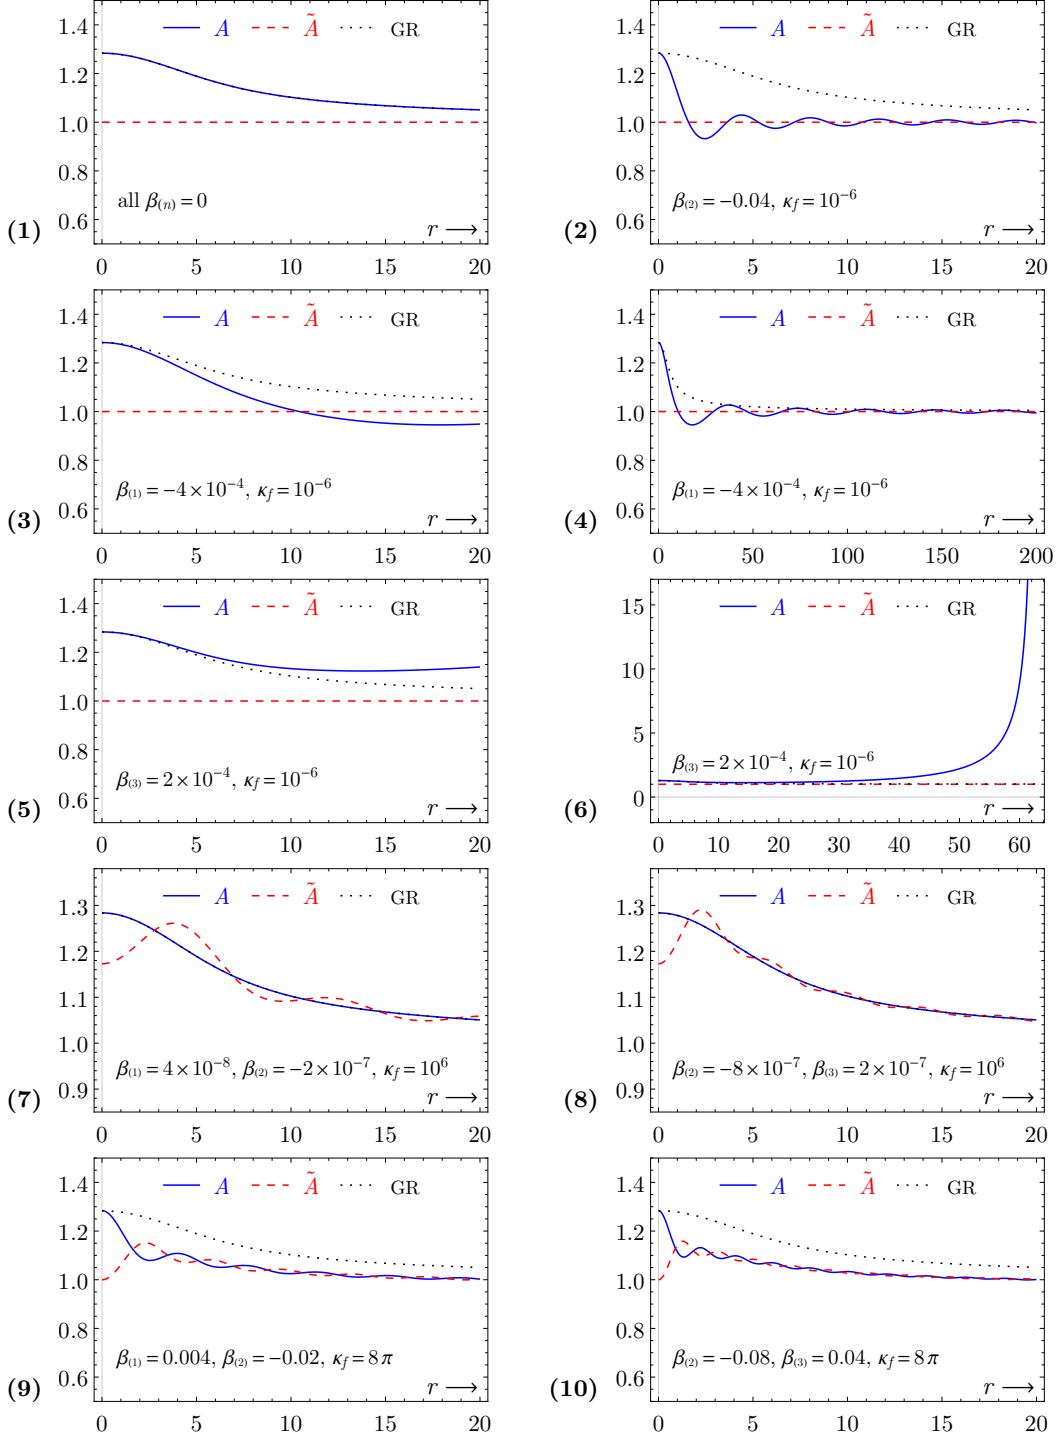 A Ã GR
1.4
1.2
1.0
0.8
0.6
all β(n) = 0
r ⟶
(1)
0 5 10 15 20
A Ã GR
1.4
1.2
1.0
0.8
0.6
β(2) = −0.04, κf = 10⁻⁶
r ⟶
(2)
0 5 10 15 20
A Ã GR
1.4
1.2
1.0
0.8
0.6
β(1) = −4 × 10⁻⁴, κf = 10⁻⁶
r ⟶
(3)
0 5 10 15 20
A Ã GR
1.4
1.2
1.0
0.8
0.6
β(1) = −4 × 10⁻⁴, κf = 10⁻⁶
r ⟶
(4)
0 50 100 150 200
A Ã GR
1.4
1.2
1.0
0.8
0.6
β(3) = 2 × 10⁻⁴, κf = 10⁻�6
r ⟶
(5)
0 5 10 15 20
A Ã GR
15
10
5
0
β(3) = 2 × 10⁻⁴, κf = 10⁻⁶
r ⟶
(6)
0 10 20 30 40 50 60
A Ã GR
1.3
1.2
1.1
1.0
0.9
β(1) = 4 × 10⁻⁸, β(2) = −2 × 10⁻⁷, κf = 10⁶
r ⟶
(7)
0 5 10 15 20
A Ã GR
1.3
1.2
1.1
1.0
0.9
β(2) = −8 × 10⁻⁷, β(3) = 2 × 10⁻⁷, κf = 10⁶
r ⟶
(8)
0 5 10 15 20
A Ã GR
1.4
1.2
1.0
0.8
0.6
β(1) = 0.004, β(2) = −0.02, κf = 8 π
r ⟶
(9)
0 5 10 15 20
A Ã GR
1.4
1.2
1.0
0.8
0.6
β(2) = −0.08, β(3) = 0.04, κf = 8 π
r ⟶
(10)
0 5 10 15 20